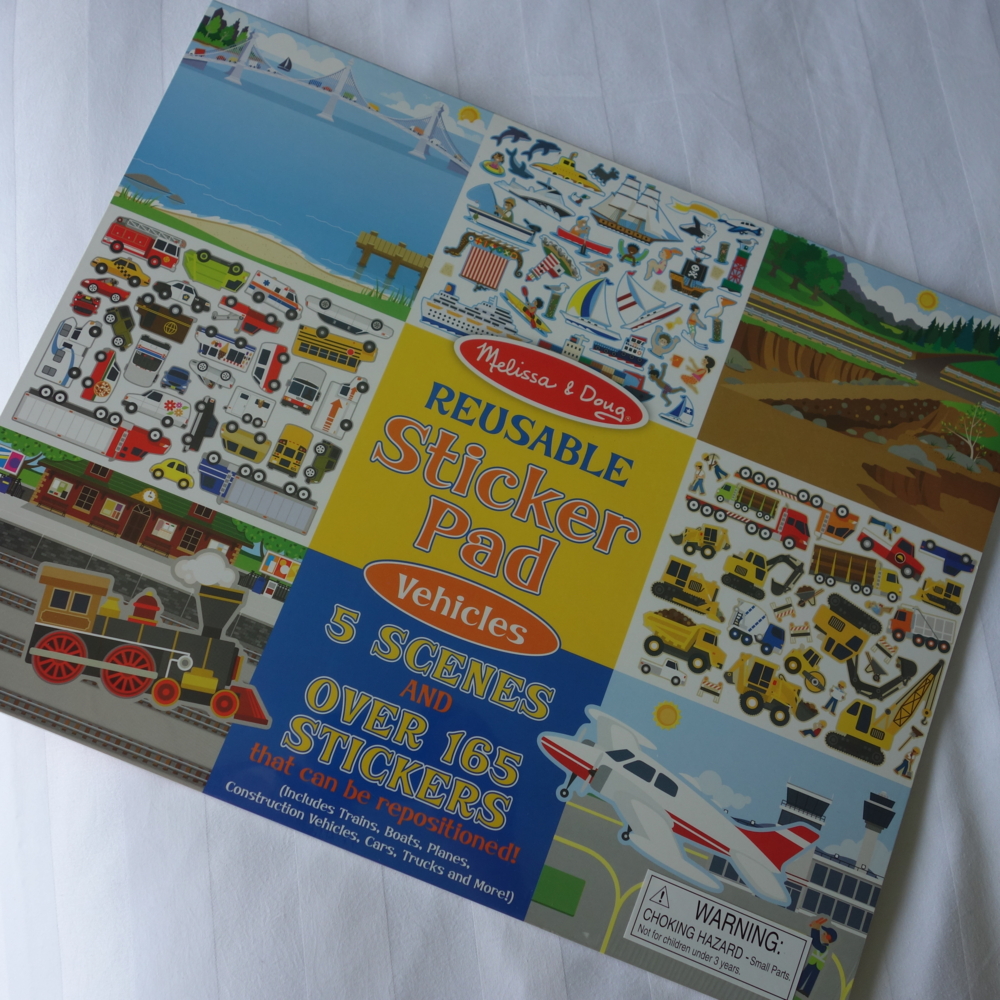 Melissa & Doug®
REUSABLE
Sticker
Pad
Vehicles
5 SCENES
AND
OVER 165
STICKERS
that can be repositioned!
(Includes Trains, Boats, Planes,
Construction Vehicles, Cars, Trucks and More!)
WARNING:
CHOKING HAZARD - Small Parts.
Not for children under 3 years.